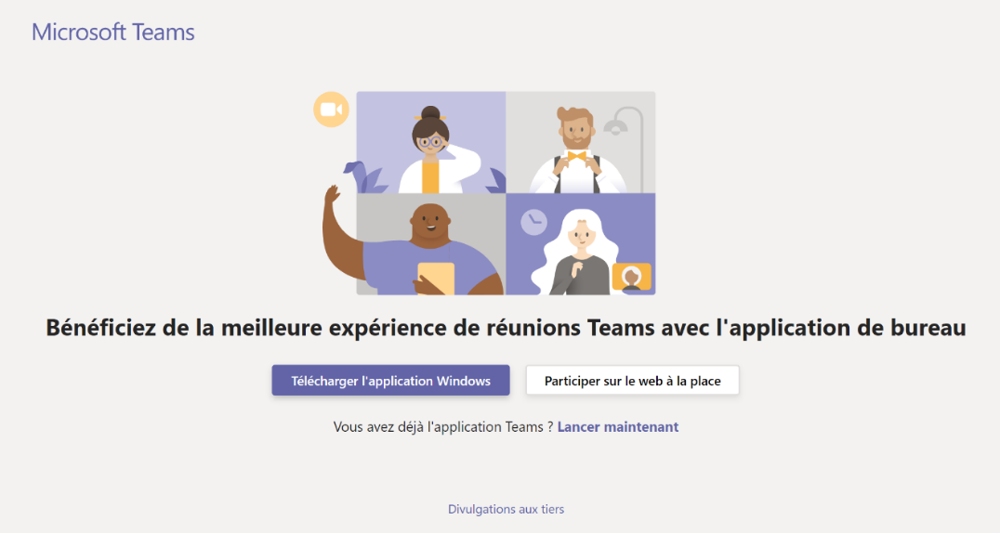 Microsoft Teams
Bénéficiez de la meilleure expérience de réunions Teams avec l'application de bureau
Télécharger l'application Windows
Participer sur le web à la place
Vous avez déjà l'application Teams ? Lancer maintenant
Divulgations aux tiers